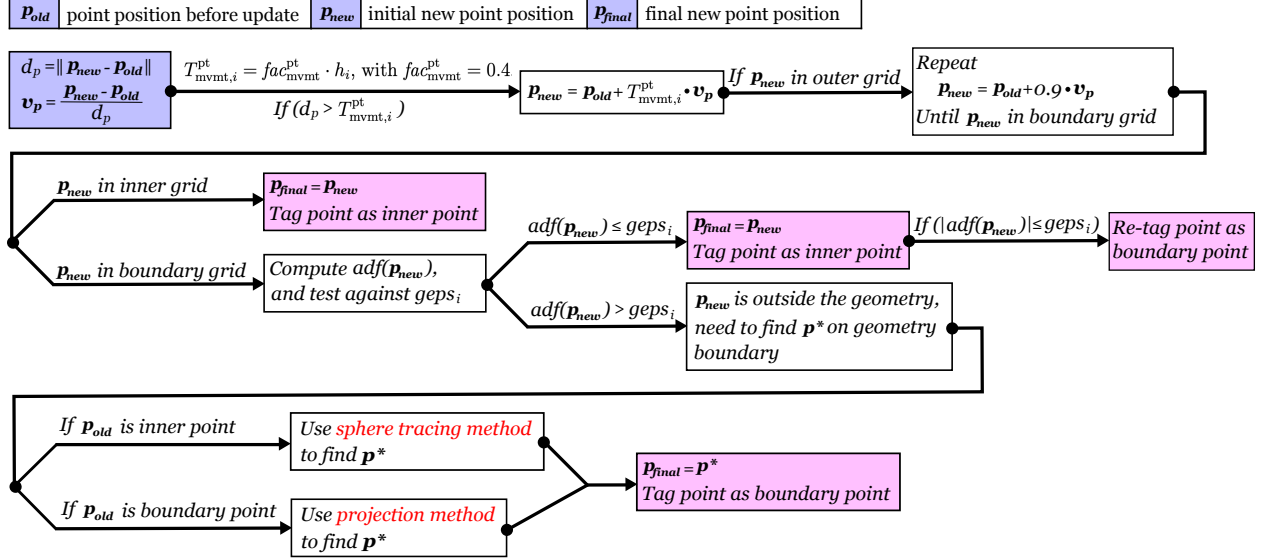 p_old point position before update p_new initial new point position p_final final new point position
d_p = ‖ p_new - p_old ‖
v_p = (p_new - p_old) / d_p
T^pt_mvmt,i = fac^pt_mvmt · h_i, with fac^pt_mvmt = 0.4.
If (d_p > T^pt_mvmt,i )
p_new = p_old + T^pt_mvmt,i • v_p
If p_new in outer grid
Repeat
p_new = p_old+0.9 • v_p
Until p_new in boundary grid
p_new in inner grid
p_final = p_new
Tag point as inner point
p_new in boundary grid
Compute adf(p_new),
and test against geps_i
adf(p_new) ≤ geps_i
p_final = p_new
Tag point as inner point
If (|adf(p_new)| ≤ geps_i)
Re-tag point as
boundary point
adf(p_new) > geps_i
p_new is outside the geometry,
need to find p* on geometry
boundary
If p_old is inner point
Use sphere tracing method
to find p*
If p_old is boundary point
Use projection method
to find p*
p_final = p*
Tag point as boundary point